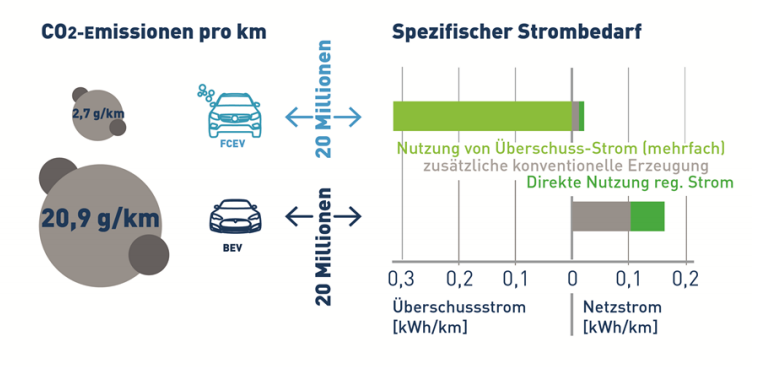 CO2-Emissionen pro km
2,7 g/km
FCEV
20,9 g/km
BEV
20 Millionen
20 Millionen
Spezifischer Strombedarf
Nutzung von Überschuss-Strom (mehrfach)
zusätzliche konventionelle Erzeugung
Direkte Nutzung reg. Strom
0,3 0,2 0,1 0 0,1 0,2
Überschussstrom Netzstrom
[kWh/km] [kWh/km]